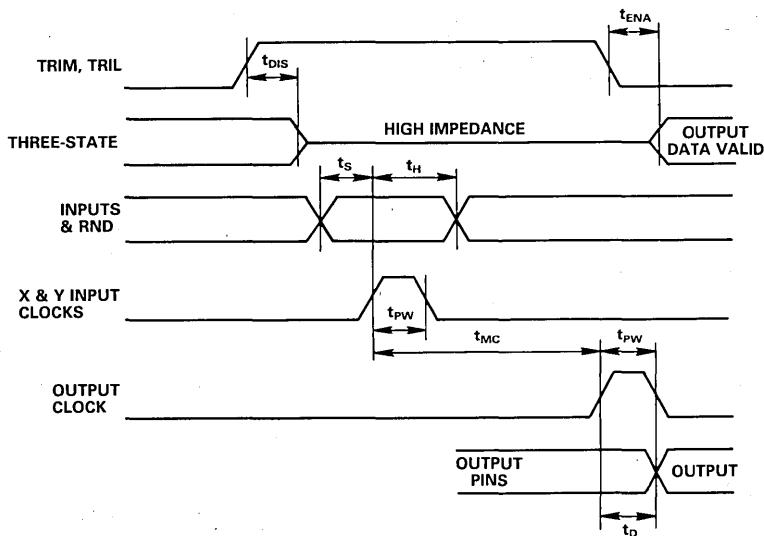 tENA
TRIM, TRIL
tDIS
THREE-STATE
HIGH IMPEDANCE
OUTPUT
DATA VALID
tS
tH
INPUTS
& RND
X & Y INPUT
CLOCKS
tPW
tMC
tPW
OUTPUT
CLOCK
OUTPUT
PINS
OUTPUT
tD